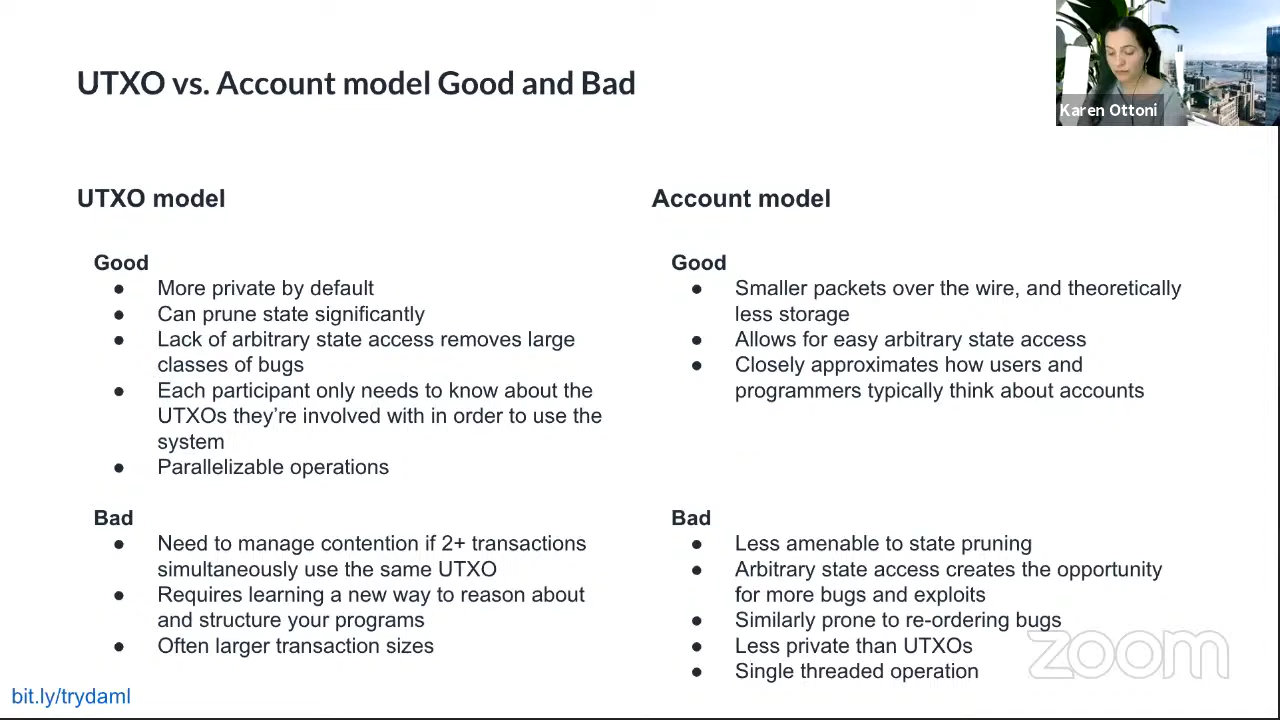 UTXO vs. Account model Good and Bad
Karen Ottoni
UTXO model
Good
● More private by default
● Can prune state significantly
● Lack of arbitrary state access removes large
classes of bugs
● Each participant only needs to know about the
UTXOs they’re involved with in order to use the
system
● Parallelizable operations
Bad
● Need to manage contention if 2+ transactions
simultaneously use the same UTXO
● Requires learning a new way to reason about
and structure your programs
● Often larger transaction sizes
Account model
Good
● Smaller packets over the wire, and theoretically
less storage
● Allows for easy arbitrary state access
● Closely approximates how users and
programmers typically think about accounts
Bad
● Less amenable to state pruning
● Arbitrary state access creates the opportunity
for more bugs and exploits
● Similarly prone to re-ordering bugs
● Less private than UTXOs
● Single threaded operation
zoom
bit.ly/trydaml